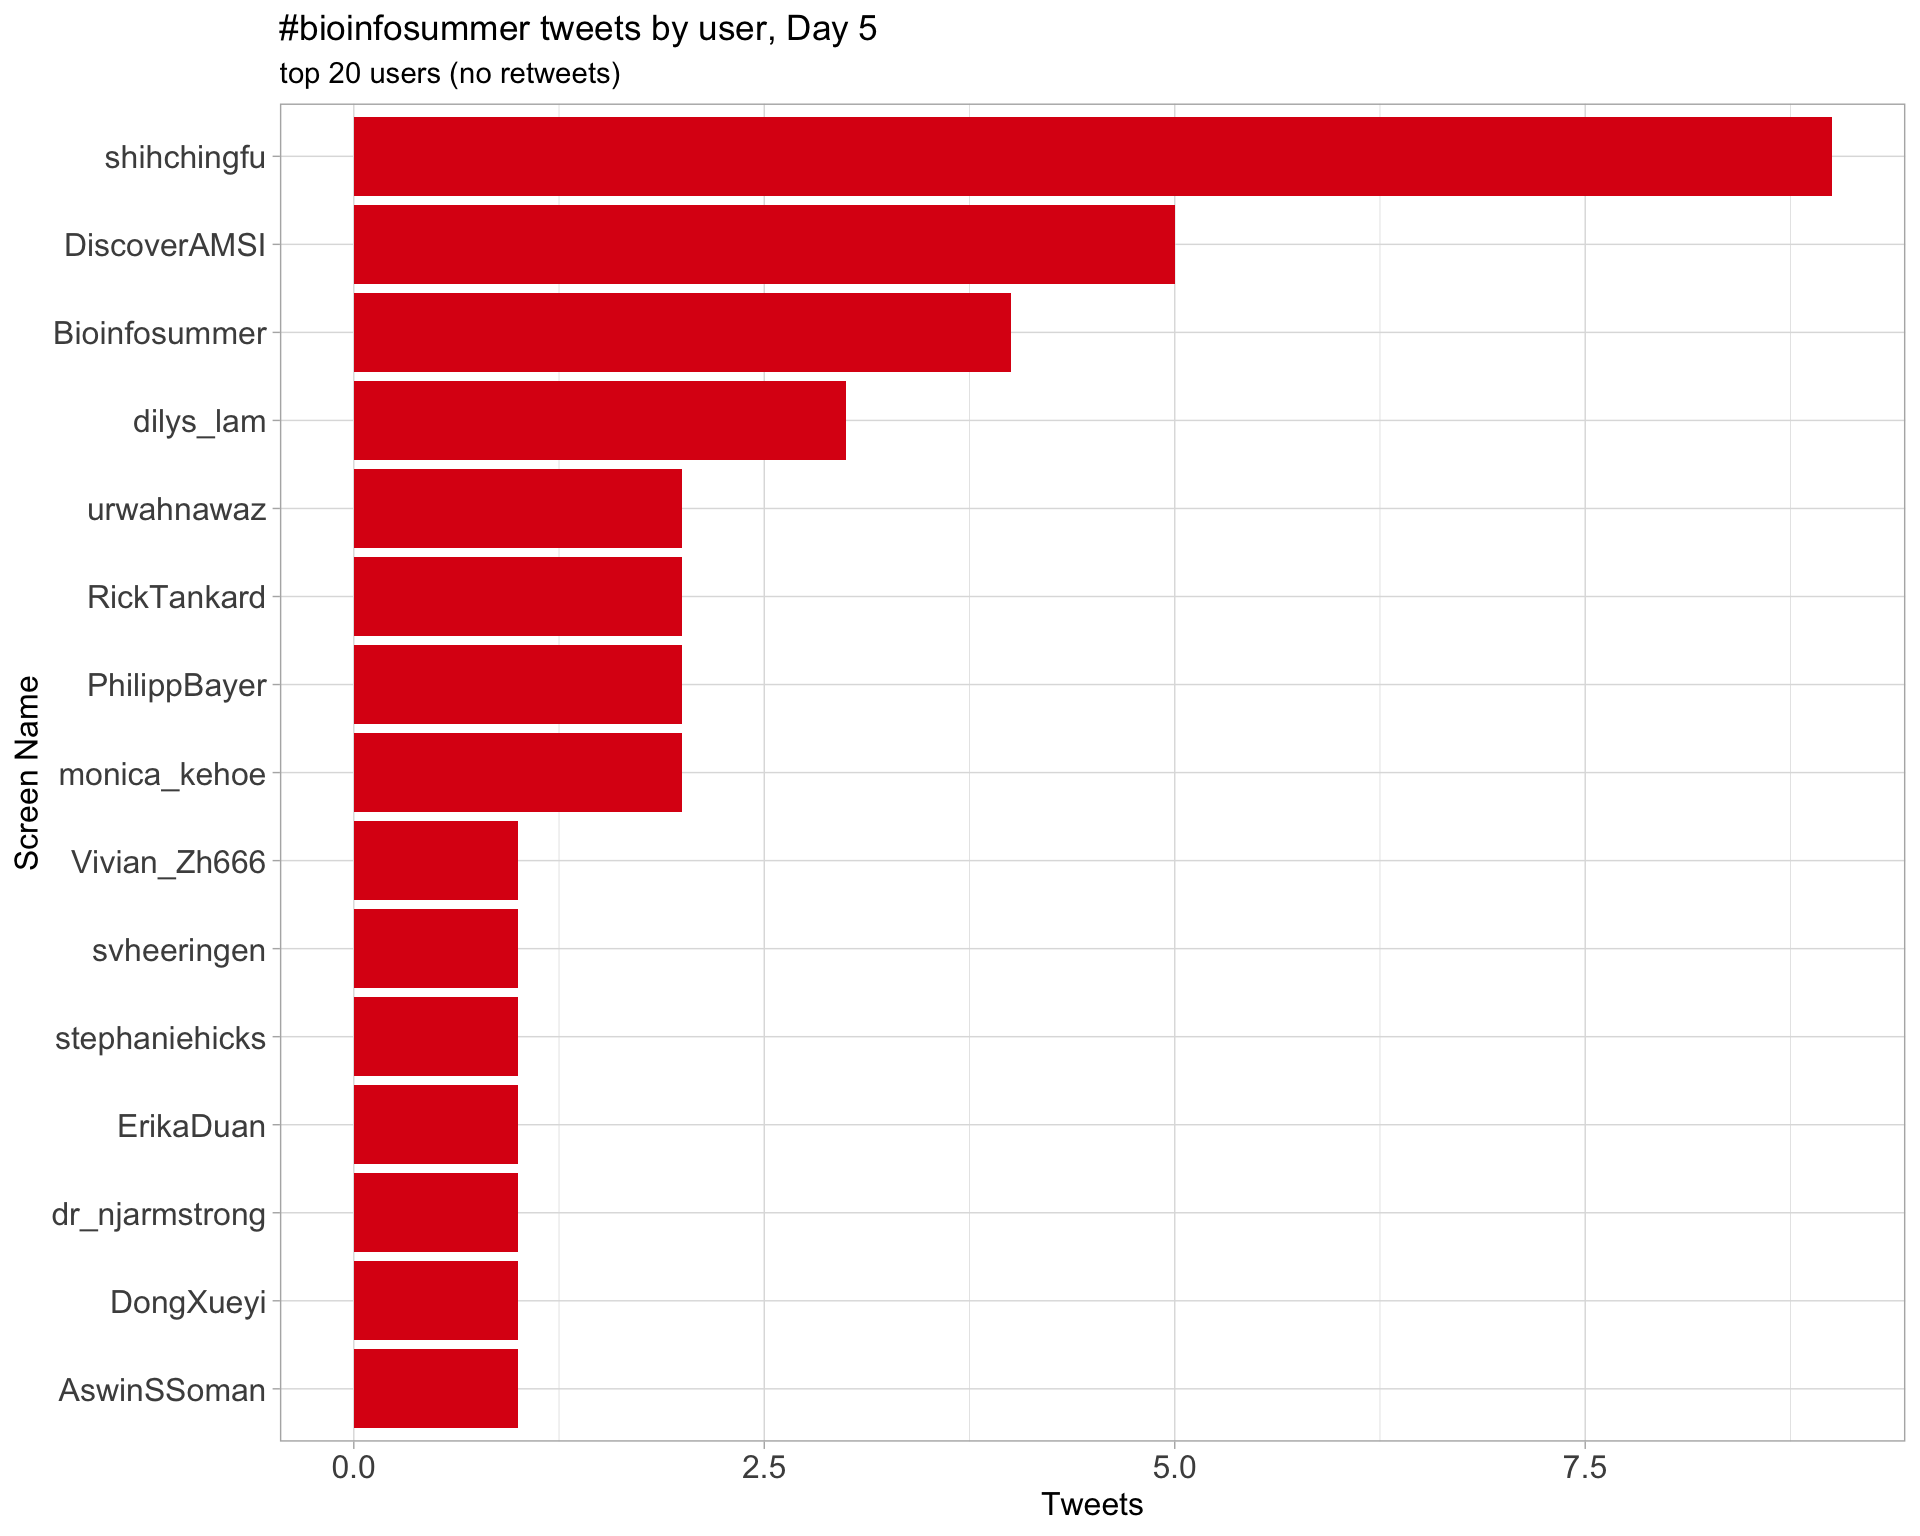 #bioinfosummer tweets by user, Day 5
top 20 users (no retweets)
Screen Name
shihchingfu
DiscoverAMSI
Bioinfosummer
dilys_lam
urwahnawaz
RickTankard
PhilippBayer
monica_kehoe
Vivian_Zh666
svheeringen
stephaniehicks
ErikaDuan
dr_njarmstrong
DongXueyi
AswinSSoman
0.0 2.5 5.0 7.5
Tweets